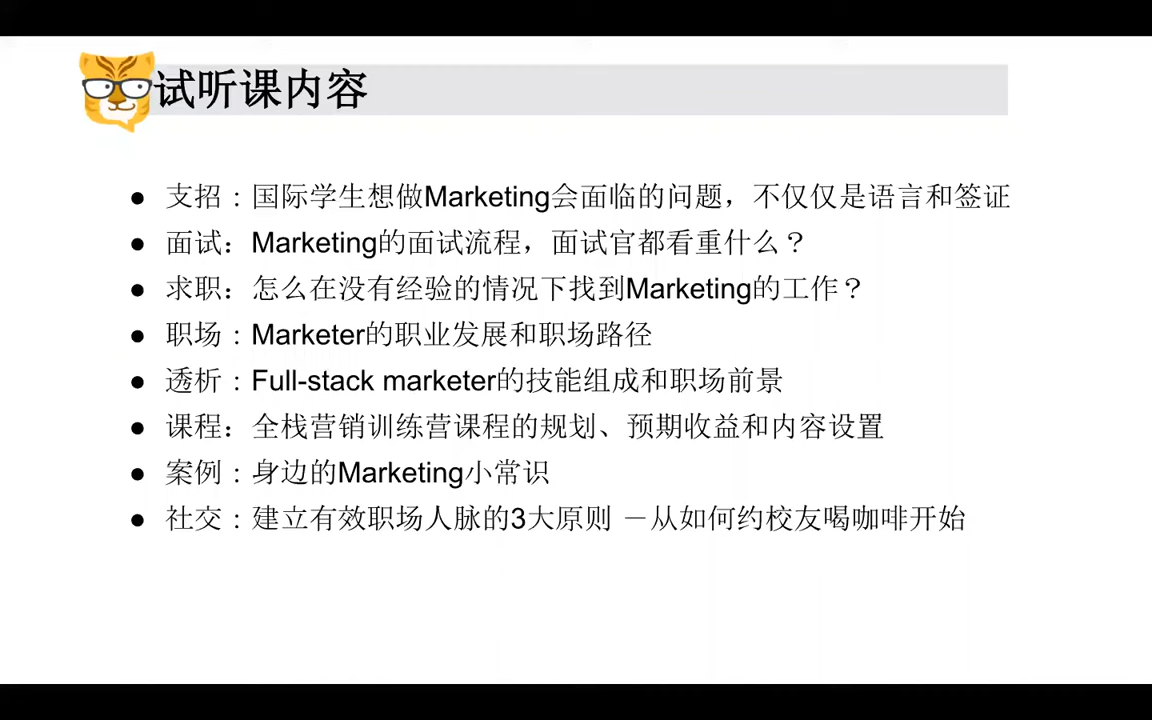 试听课内容
● 支招：国际学生想做Marketing会面临的问题，不仅仅是语言和签证
● 面试：Marketing的面试流程，面试官都看重什么？
● 求职：怎么在没有经验的情况下找到Marketing的工作？
● 职场：Marketer的职业发展和职场路径
● 透析：Full-stack marketer的技能组成和职场前景
● 课程：全栈营销训练营课程的规划、预期收益和内容设置
● 案例：身边的Marketing小常识
● 社交：建立有效职场人脉的3大原则 －从如何约校友喝咖啡开始